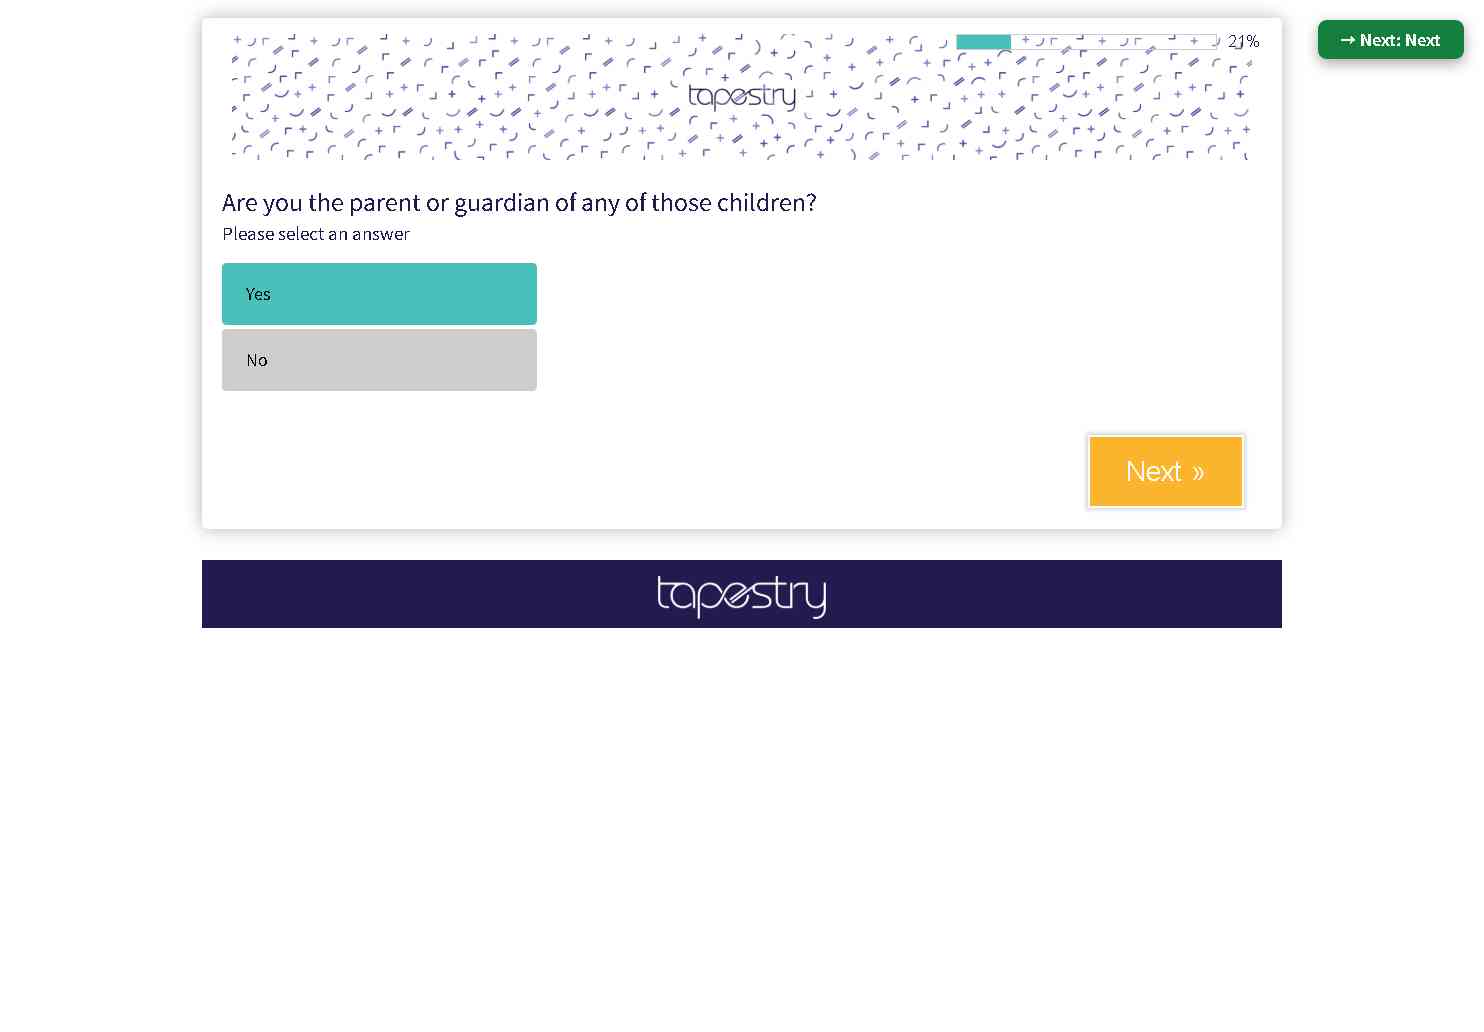 21%
→ Next: Next
tapestry
Are you the parent or guardian of any of those children?
Please select an answer
Yes
No
Next »
tapestry